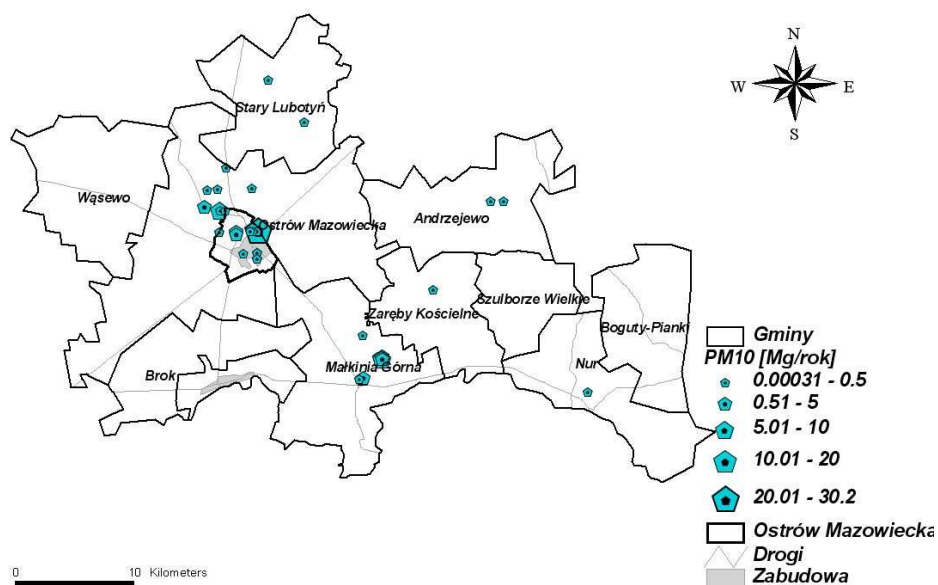 N
W E
S
Stary Lubotyń
Wąsewo
Andrzejewo
Ostrów Mazowiecka
Szulborze Wielkie
Zaręby Kościelne
Boguty-Pianki
Małkinia Górna
Nur
Brok
Gminy
PM10 [Mg/rok]
0.00031 - 0.5
0.51 - 5
5.01 - 10
10.01 - 20
20.01 - 30.2
Ostrów Mazowiecka
Drogi
Zabudowa
0 10 Kilometers